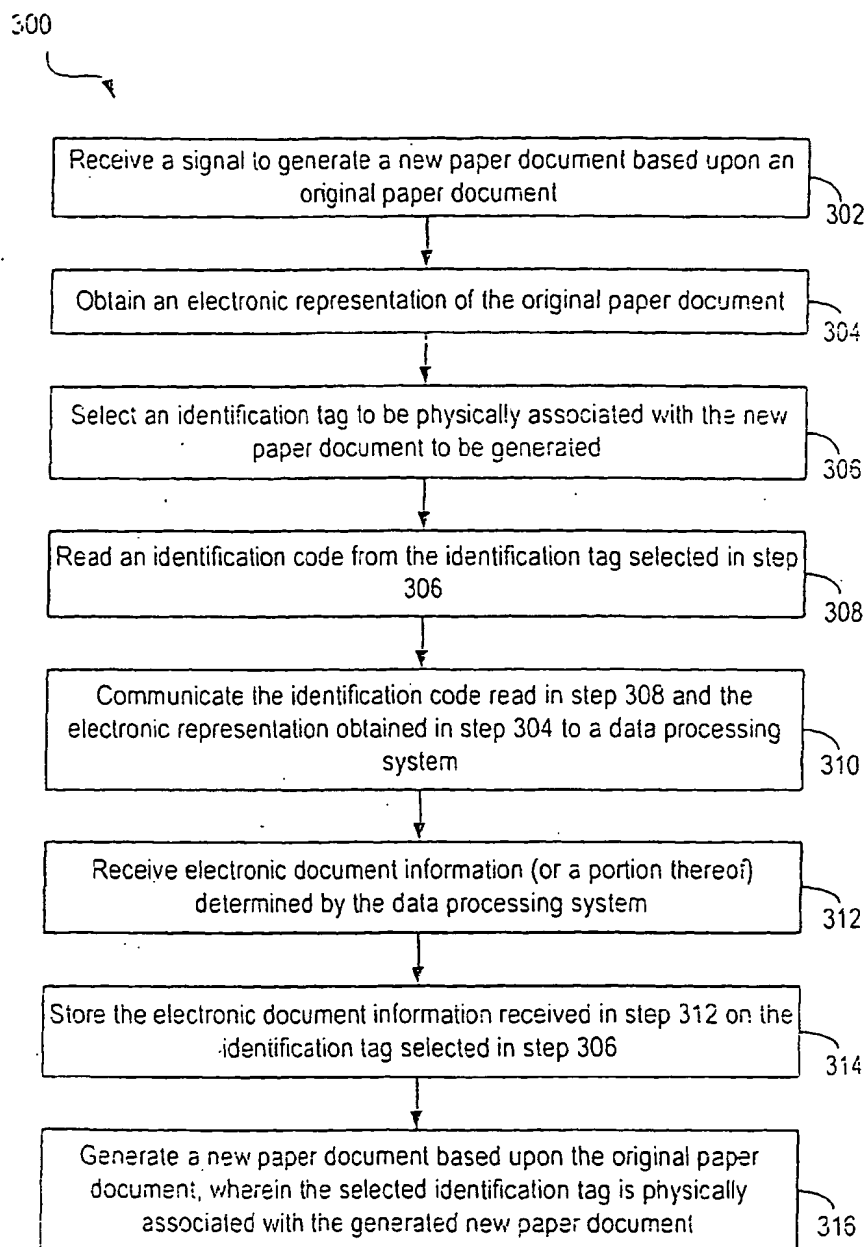 300
Receive a signal to generate a new paper document based upon an
original paper document
302
Obtain an electronic representation of the original paper document
304
Select an identification tag to be physically associated with the new
paper document to be generated
306
Read an identification code from the identification tag selected in step
306
308
Communicate the identification code read in step 308 and the
electronic representation obtained in step 304 to a data processing
system
310
Receive electronic document information (or a portion thereof)
determined by the data processing system
312
Store the electronic document information received in step 312 on the
identification tag selected in step 306
314
Generate a new paper document based upon the original paper
document, wherein the selected identification tag is physically
associated with the generated new paper document
316